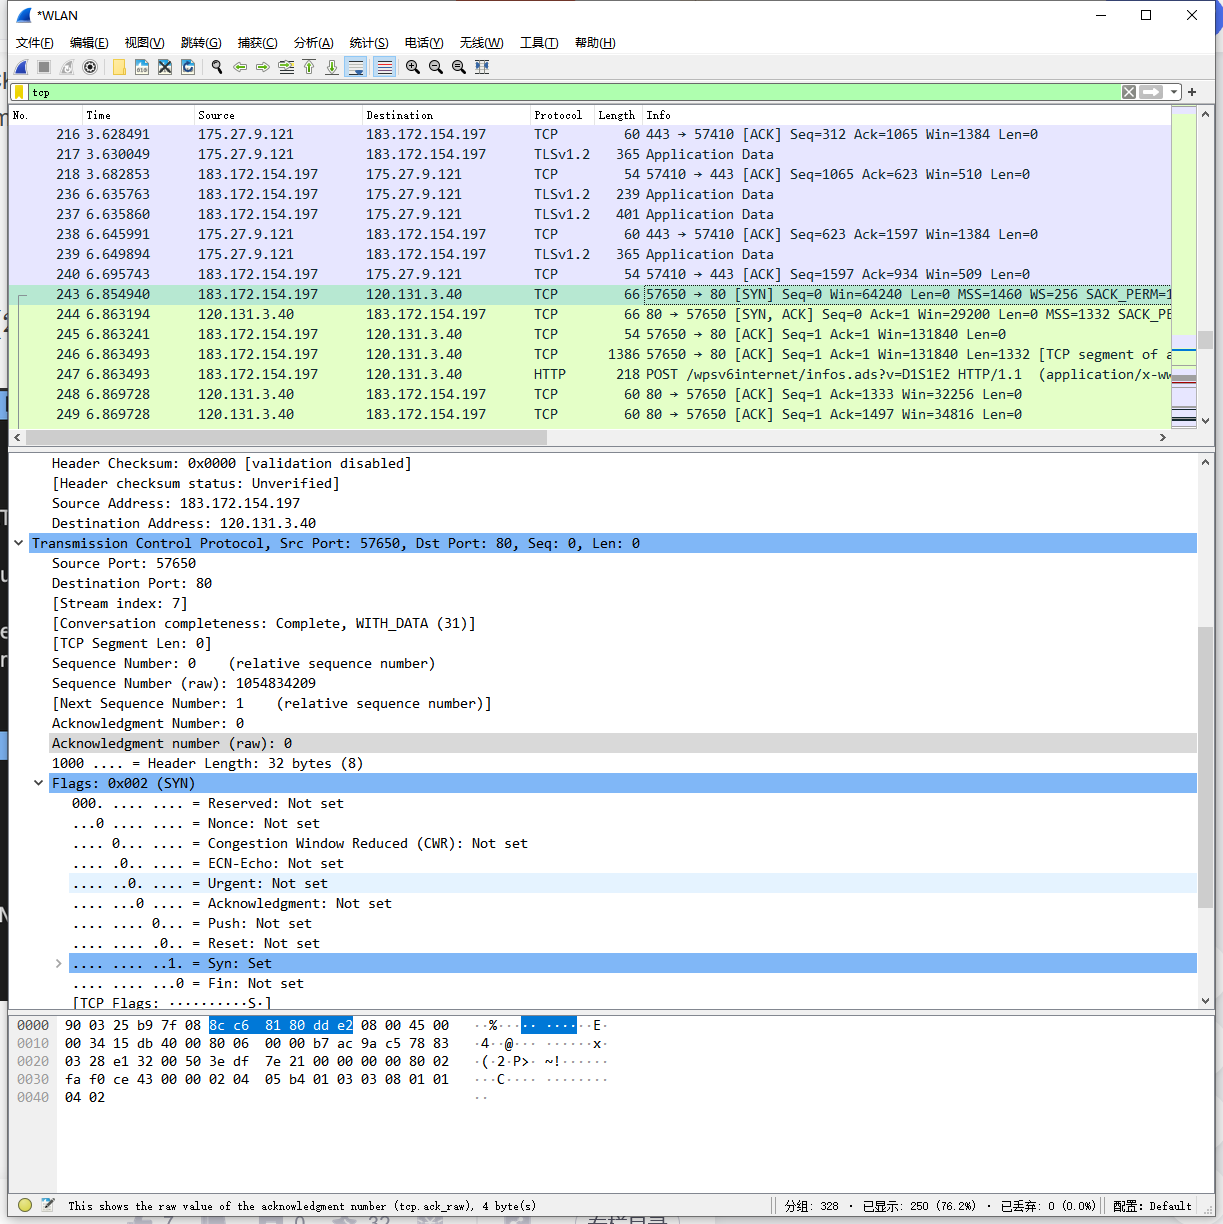 *WLAN
文件(F) 编辑(E) 视图(V) 跳转(G) 捕获(C) 分析(A) 统计(S) 电话(Y) 无线(W) 工具(T) 帮助(H)
tcp
No. Time Source Destination Protocol Length Info
216 3.628491 175.27.9.121 183.172.154.197 TCP 60 443 → 57410 [ACK] Seq=312 Ack=1065 Win=1384 Len=0
217 3.630049 175.27.9.121 183.172.154.197 TLSv1.2 365 Application Data
218 3.682853 183.172.154.197 175.27.9.121 TCP 54 57410 → 443 [ACK] Seq=1065 Ack=623 Win=510 Len=0
236 6.635763 183.172.154.197 175.27.9.121 TLSv1.2 239 Application Data
237 6.635860 183.172.154.197 175.27.9.121 TLSv1.2 401 Application Data
238 6.645991 175.27.9.121 183.172.154.197 TCP 60 443 → 57410 [ACK] Seq=623 Ack=1597 Win=1384 Len=0
239 6.649894 175.27.9.121 183.172.154.197 TLSv1.2 365 Application Data
240 6.695743 183.172.154.197 175.27.9.121 TCP 54 57410 → 443 [ACK] Seq=1597 Ack=934 Win=509 Len=0
243 6.854940 183.172.154.197 120.131.3.40 TCP 66 57650 → 80 [SYN] Seq=0 Win=64240 Len=0 MSS=1460 WS=256 SACK_PERM=1
244 6.863194 120.131.3.40 183.172.154.197 TCP 66 80 → 57650 [SYN, ACK] Seq=0 Ack=1 Win=29200 Len=0 MSS=1332 SACK_PE
245 6.863241 183.172.154.197 120.131.3.40 TCP 54 57650 → 80 [ACK] Seq=1 Ack=1 Win=131840 Len=0
246 6.863493 183.172.154.197 120.131.3.40 TCP 1386 57650 → 80 [ACK] Seq=1 Ack=1 Win=131840 Len=1332 [TCP segment of a
247 6.863493 183.172.154.197 120.131.3.40 HTTP 218 POST /wpsv6internet/infos.ads?v=D1S1E2 HTTP/1.1 (application/x-ww
248 6.869728 120.131.3.40 183.172.154.197 TCP 60 80 → 57650 [ACK] Seq=1 Ack=1333 Win=32256 Len=0
249 6.869728 120.131.3.40 183.172.154.197 TCP 60 80 → 57650 [ACK] Seq=1 Ack=1497 Win=34816 Len=0
Header Checksum: 0x0000 [validation disabled]
[Header checksum status: Unverified]
Source Address: 183.172.154.197
Destination Address: 120.131.3.40
Transmission Control Protocol, Src Port: 57650, Dst Port: 80, Seq: 0, Len: 0
Source Port: 57650
Destination Port: 80
[Stream index: 7]
[Conversation completeness: Complete, WITH_DATA (31)]
[TCP Segment Len: 0]
Sequence Number: 0 (relative sequence number)
Sequence Number (raw): 1054834209
[Next Sequence Number: 1 (relative sequence number)]
Acknowledgment Number: 0
Acknowledgment number (raw): 0
1000 .... = Header Length: 32 bytes (8)
Flags: 0x002 (SYN)
000. .... .... = Reserved: Not set
...0 .... .... = Nonce: Not set
.... 0... .... = Congestion Window Reduced (CWR): Not set
.... .0.. .... = ECN-Echo: Not set
.... ..0. .... = Urgent: Not set
.... ...0 .... = Acknowledgment: Not set
.... .... 0... = Push: Not set
.... .... .0.. = Reset: Not set
.... .... ..1. = Syn: Set
.... .... ...0 = Fin: Not set
[TCP Flags: ··········S·]
0000 90 03 25 b9 7f 08 8c c6 81 80 dd e2 08 00 45 00 ··%··· ·· ······E·
0010 00 34 15 db 40 00 80 06 00 00 b7 ac 9a c5 78 83 ·4··@··· ······x·
0020 03 28 e1 32 00 50 3e df 7e 21 00 00 00 00 80 02 ·(·2·P>· ~!······
0030 fa f0 ce 43 00 00 02 04 05 b4 01 03 03 08 01 01 ···C···· ········
0040 04 02 ··
This shows the raw value of the acknowledgment number (tcp.ack_raw), 4 byte(s) 分组: 328 · 已显示: 250 (76.2%) · 已丢弃: 0 (0.0%) 配置: Default